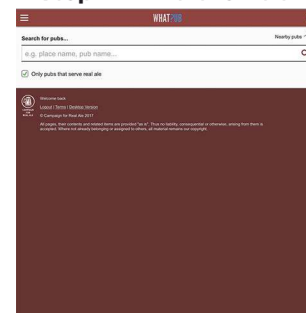 WHATPUB
Search for pubs...
Nearby pubs
e.g. place name, pub name...
Only pubs that serve real ale
Welcome back
Logout | Terms | Desktop Version
© Campaign for Real Ale 2017
All pages, their contents and related items are provided "as is". Thus no liability, consequential or otherwise, arising from them is
accepted. Where not already belonging or assigned to others, all material remains our copyright.